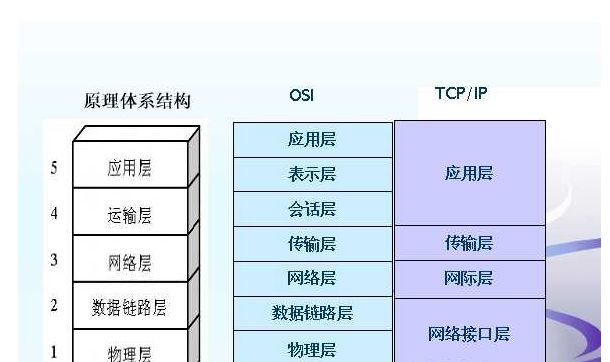 原理体系结构
5 应用层
4 运输层
3 网络层
2 数据链路层
1 物理层
OSI
应用层
表示层
会话层
传输层
网络层
数据链路层
物理层
TCP/IP
应用层
传输层
网际层
网络接口层